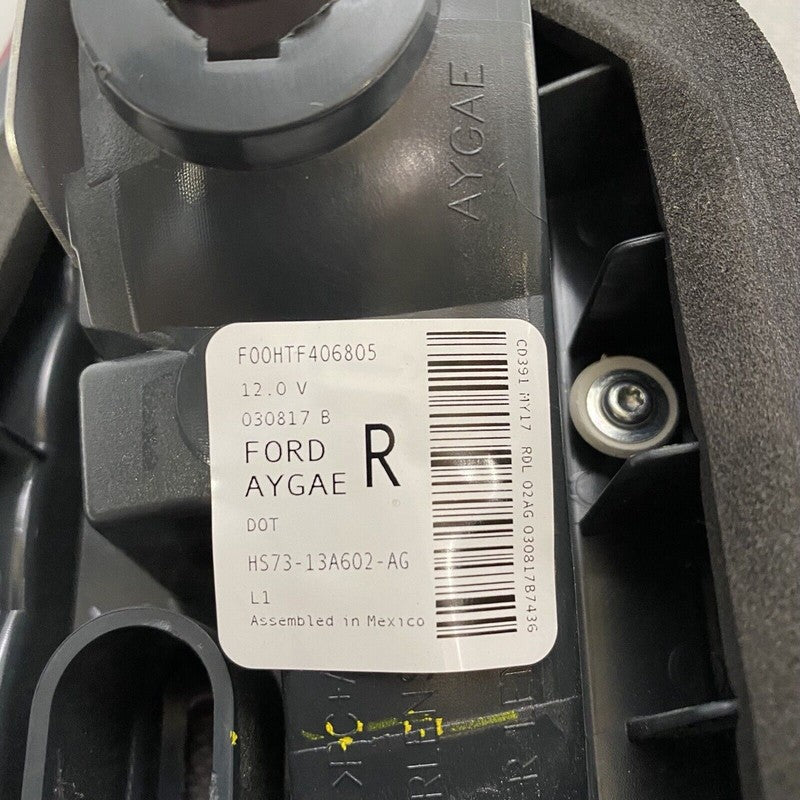 AYGAE
F00HTF406805
12.0 V
030817 B
FORD
AYGAE
R
DOT
HS73-13A602-AG
L1
Assembled in Mexico
CD391 MY17 RDL 02AG 030817B7436